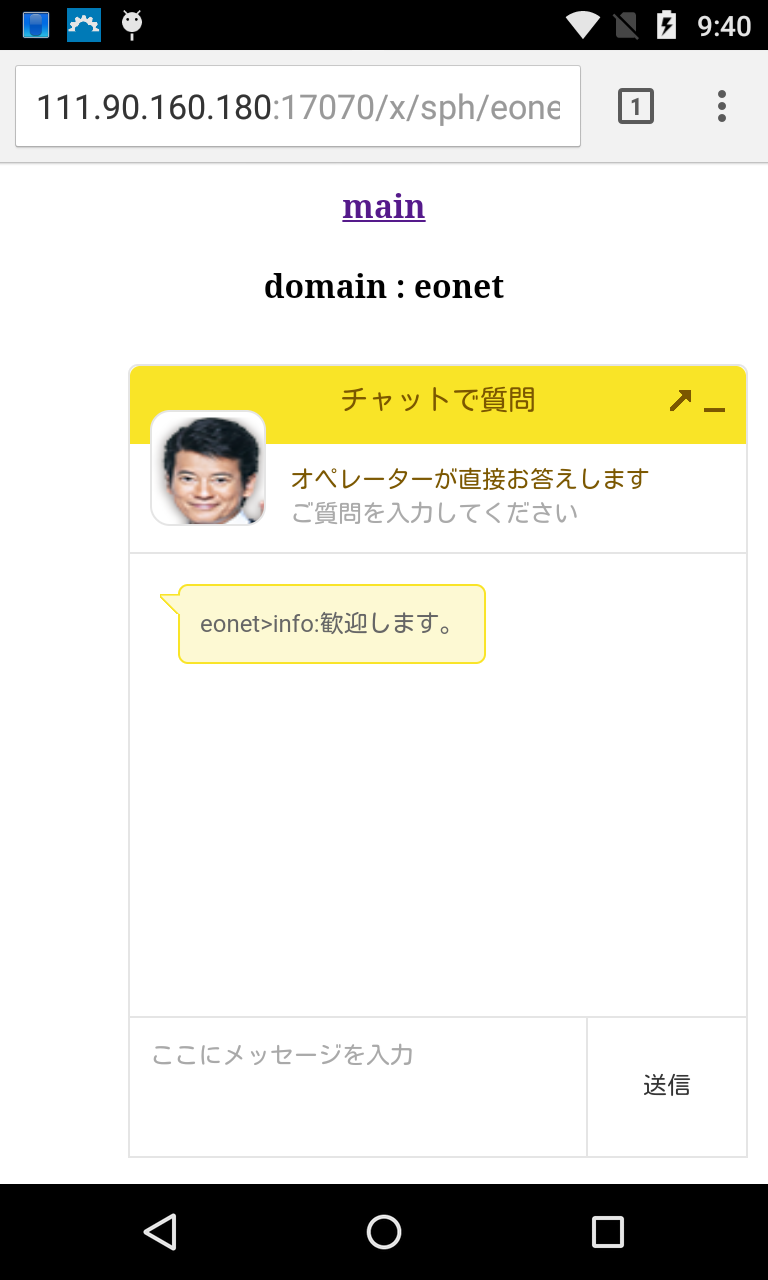 9:40
111.90.160.180:17070/x/sph/eone
1
main
domain : eonet
チャットで質問
オペレーターが直接お答えします
ご質問を入力してください
eonet>info:歓迎します。
ここにメッセージを入力
送信